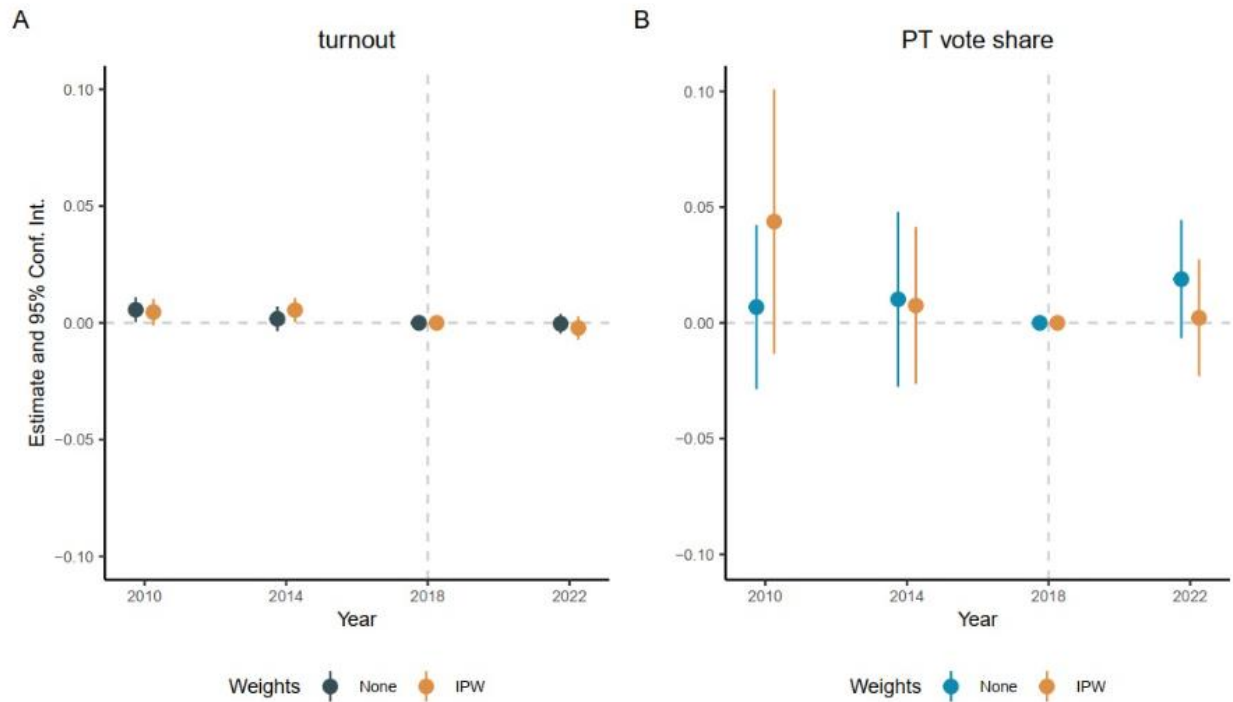 A
turnout
Estimate and 95% Conf. Int.
0.10
0.05
0.00
−0.05
−0.10
2010 2014 2018 2022
Year
Weights None IPW
B
PT vote share
0.10
0.05
0.00
−0.05
−0.10
2010 2014 2018 2022
Year
Weights None IPW